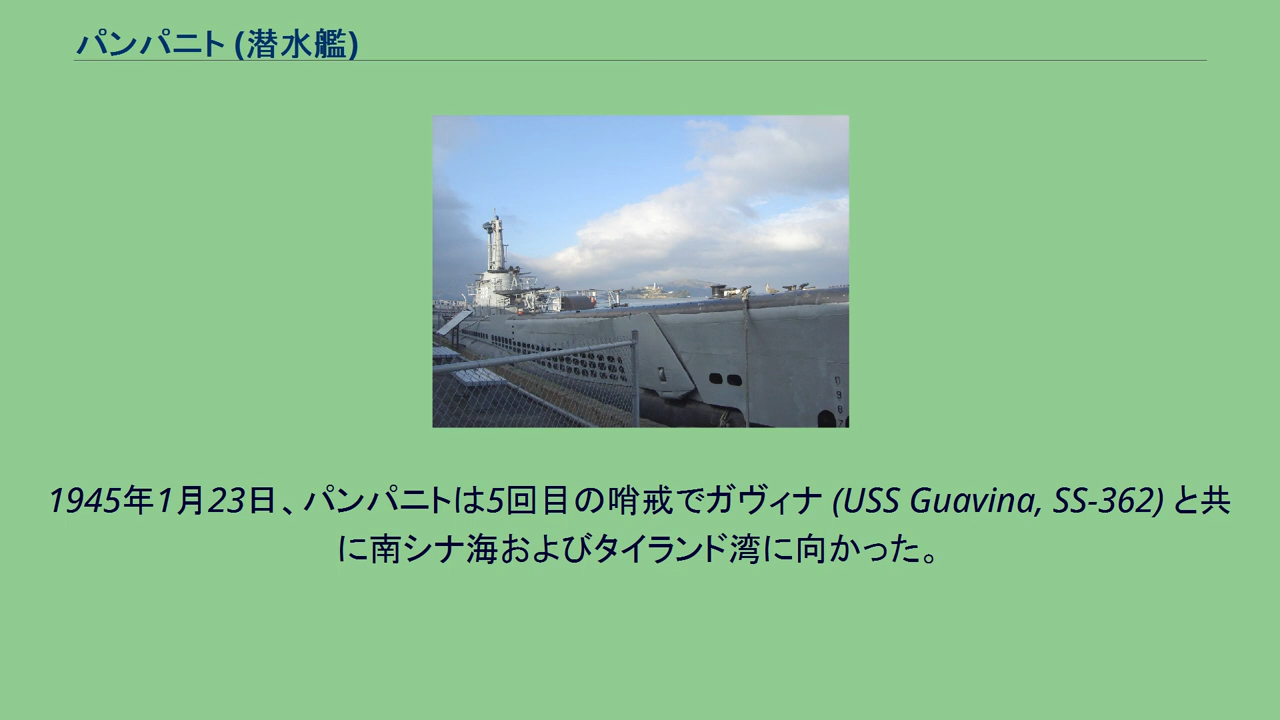 パンパニト (潜水艦)
1945年1月23日、パンパニトは5回目の哨戒でガヴィナ (USS Guavina, SS-362) と共
に南シナ海およびタイランド湾に向かった。